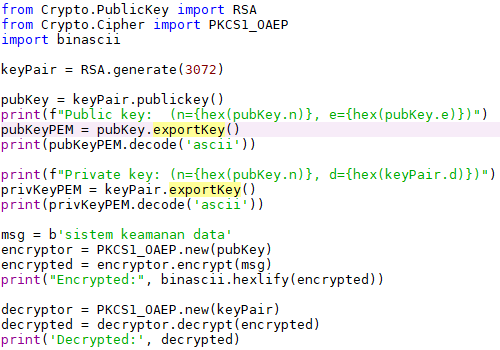 from Crypto.PublicKey import RSA
from Crypto.Cipher import PKCS1_OAEP
import binascii
keyPair = RSA.generate(3072)
pubKey = keyPair.publickey()
print(f"Public key:  (n={hex(pubKey.n)}, e={hex(pubKey.e)})")
pubKeyPEM = pubKey.exportKey()
print(pubKeyPEM.decode('ascii'))
print(f"Private key: (n={hex(pubKey.n)}, d={hex(keyPair.d)})")
privKeyPEM = keyPair.exportKey()
print(privKeyPEM.decode('ascii'))
msg = b'sistem keamanan data'
encryptor = PKCS1_OAEP.new(pubKey)
encrypted = encryptor.encrypt(msg)
print("Encrypted:", binascii.hexlify(encrypted))
decryptor = PKCS1_OAEP.new(keyPair)
decrypted = decryptor.decrypt(encrypted)
print('Decrypted:', decrypted)